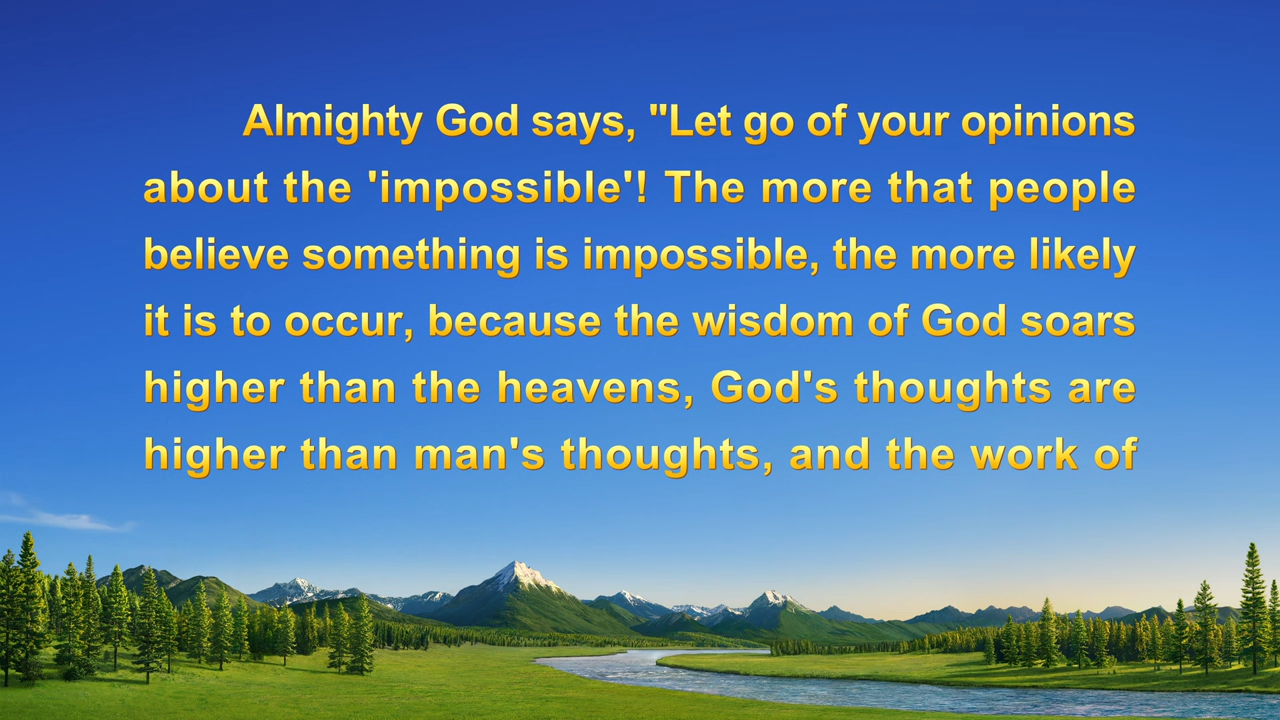 Almighty God says, "Let go of your opinions
about the 'impossible'! The more that people
believe something is impossible, the more likely
it is to occur, because the wisdom of God soars
higher than the heavens, God's thoughts are
higher than man's thoughts, and the work of